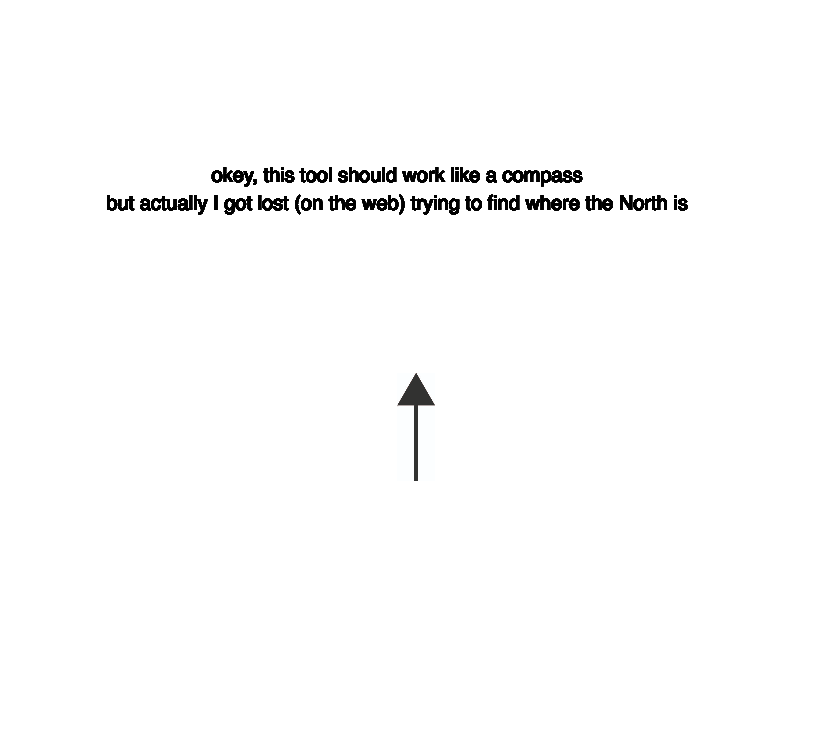 okey, this tool should work like a compass
but actually I got lost (on the web) trying to find where the North is